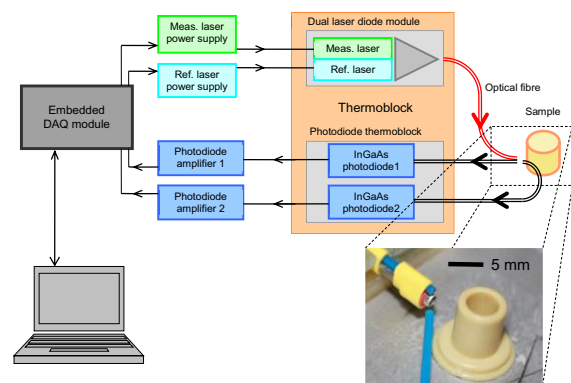 Meas. laser
power supply
Ref. laser
power supply
Dual laser diode module
Meas. laser
Ref. laser
Optical fibre
Sample
Embedded
DAQ module
Thermoblock
Photodiode thermoblock
Photodiode
amplifier 1
InGaAs
photodiode1
Photodiode
amplifier 2
InGaAs
photodiode2
5 mm